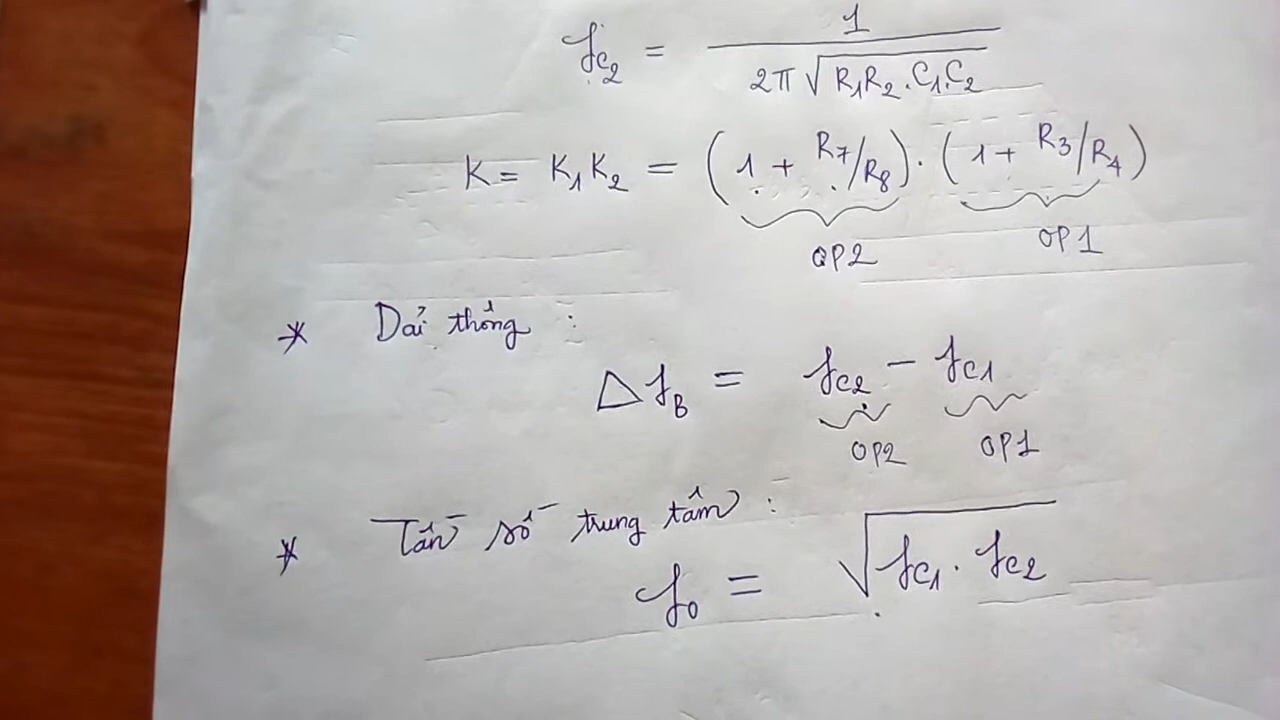 fc2 = 1 / 2π√R1R2.C1.C2
K = K1K2 = (1 + R7/R8) . (1 + R3/R4)
OP2 OP1
* Dải thông :
ΔfB = fc2 - fc1
OP2 OP1
* Tần số trung tâm :
f0 = √fc1 . fc2